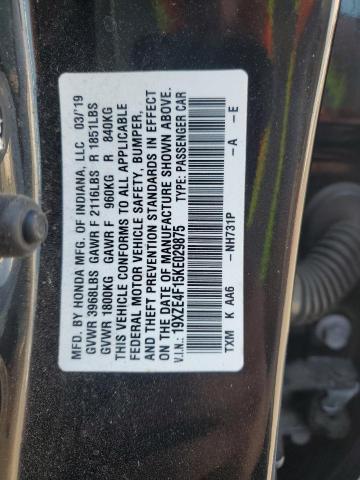 MFD. BY HONDA MFG. OF INDIANA, LLC 03/19
GVWR 3968LBS GAWR F 2116LBS R 1851LBS
GVWR 1800KG GAWR F 960KG R 840KG
THIS VEHICLE CONFORMS TO ALL APPLICABLE
FEDERAL MOTOR VEHICLE SAFETY, BUMPER,
AND THEFT PREVENTION STANDARDS IN EFFECT
ON THE DATE OF MANUFACTURE SHOWN ABOVE.
V.I.N.: 19XZE4F15KE029875 TYPE: PASSENGER CAR
TXM K AA6 -NH731P -A -E